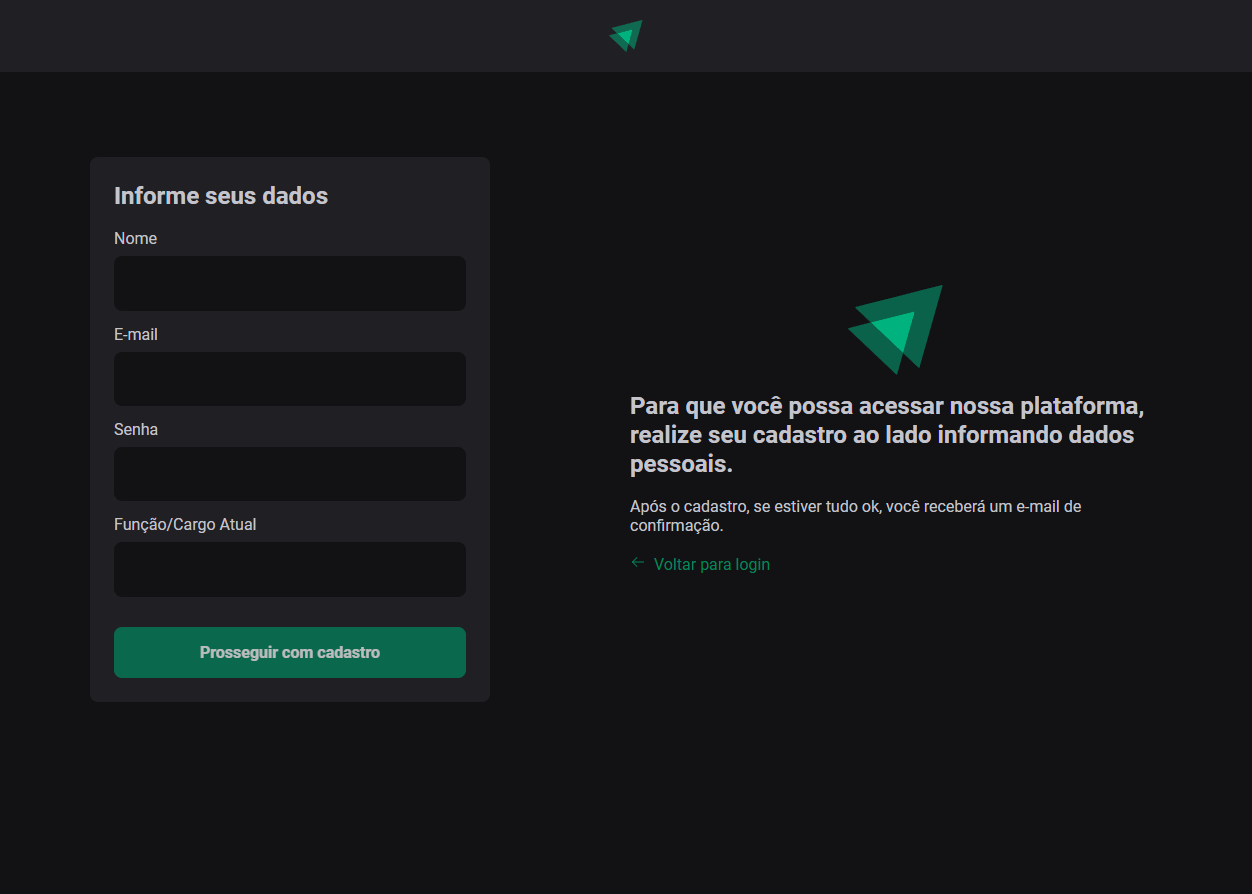 Informe seus dados
Nome
E-mail
Senha
Função/Cargo Atual
Prosseguir com cadastro
Para que você possa acessar nossa plataforma,
realize seu cadastro ao lado informando dados
pessoais.
Após o cadastro, se estiver tudo ok, você receberá um e-mail de
confirmação.
Voltar para login